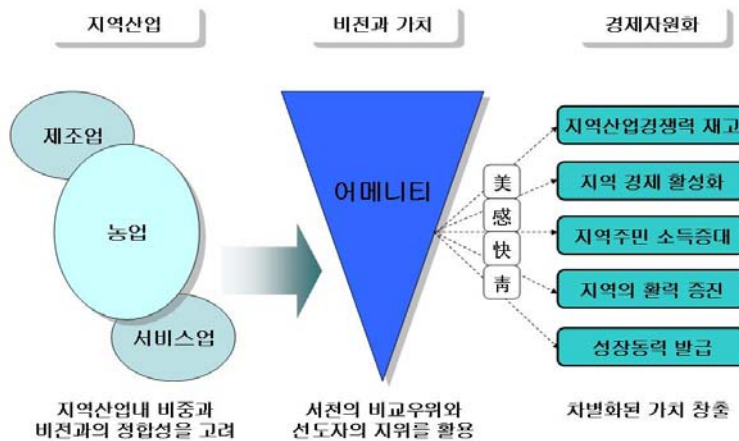 지역산업
비전과 가치
경제자원화
제조업
농업
서비스업
어메니티
美
感
快
靑
지역산업경쟁력 재고
지역 경제 활성화
지역주민 소득증대
지역의 활력 증진
성장동력 발급
지역산업내 비중과
비전과의 정합성을 고려
서천의 비교우위와
선도자의 지위를 활용
차별화된 가치 창출